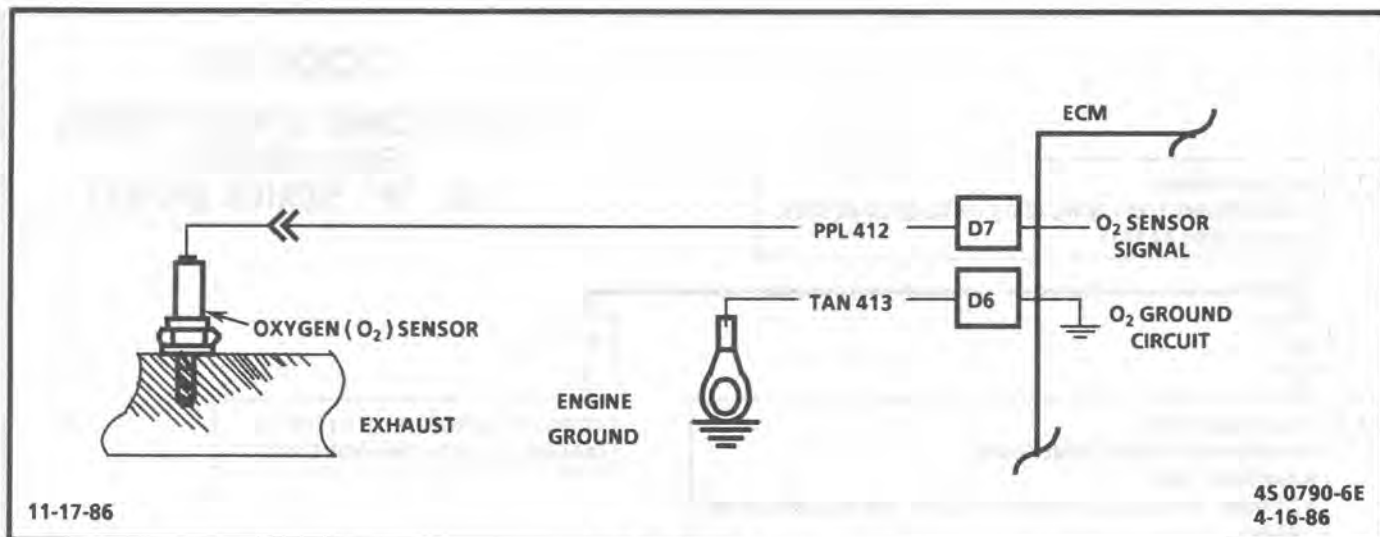 ECM
PPL 412
D7
O₂ SENSOR
SIGNAL
TAN 413
D6
O₂ GROUND
CIRCUIT
OXYGEN ( O₂ ) SENSOR
EXHAUST
ENGINE
GROUND
11-17-86
4S 0790-6E
4-16-86